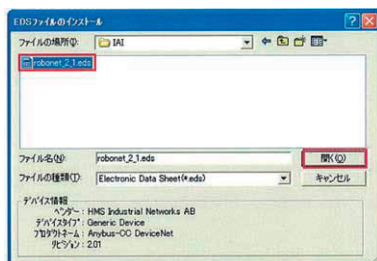 EDSファイルのインストール
ファイルの場所(I): IAI
robonet_2_1.eds
ファイル名(N): robonet_2_1.eds 開く(O)
ファイルの種類(T): Electronic Data Sheet(*.eds) キャンセル
デバイス情報
ベンダー : HMS Industrial Networks AB
デバイスタイプ : Generic Device
プロダクトネーム : Anybus-CC DeviceNet
リビジョン : 2.01